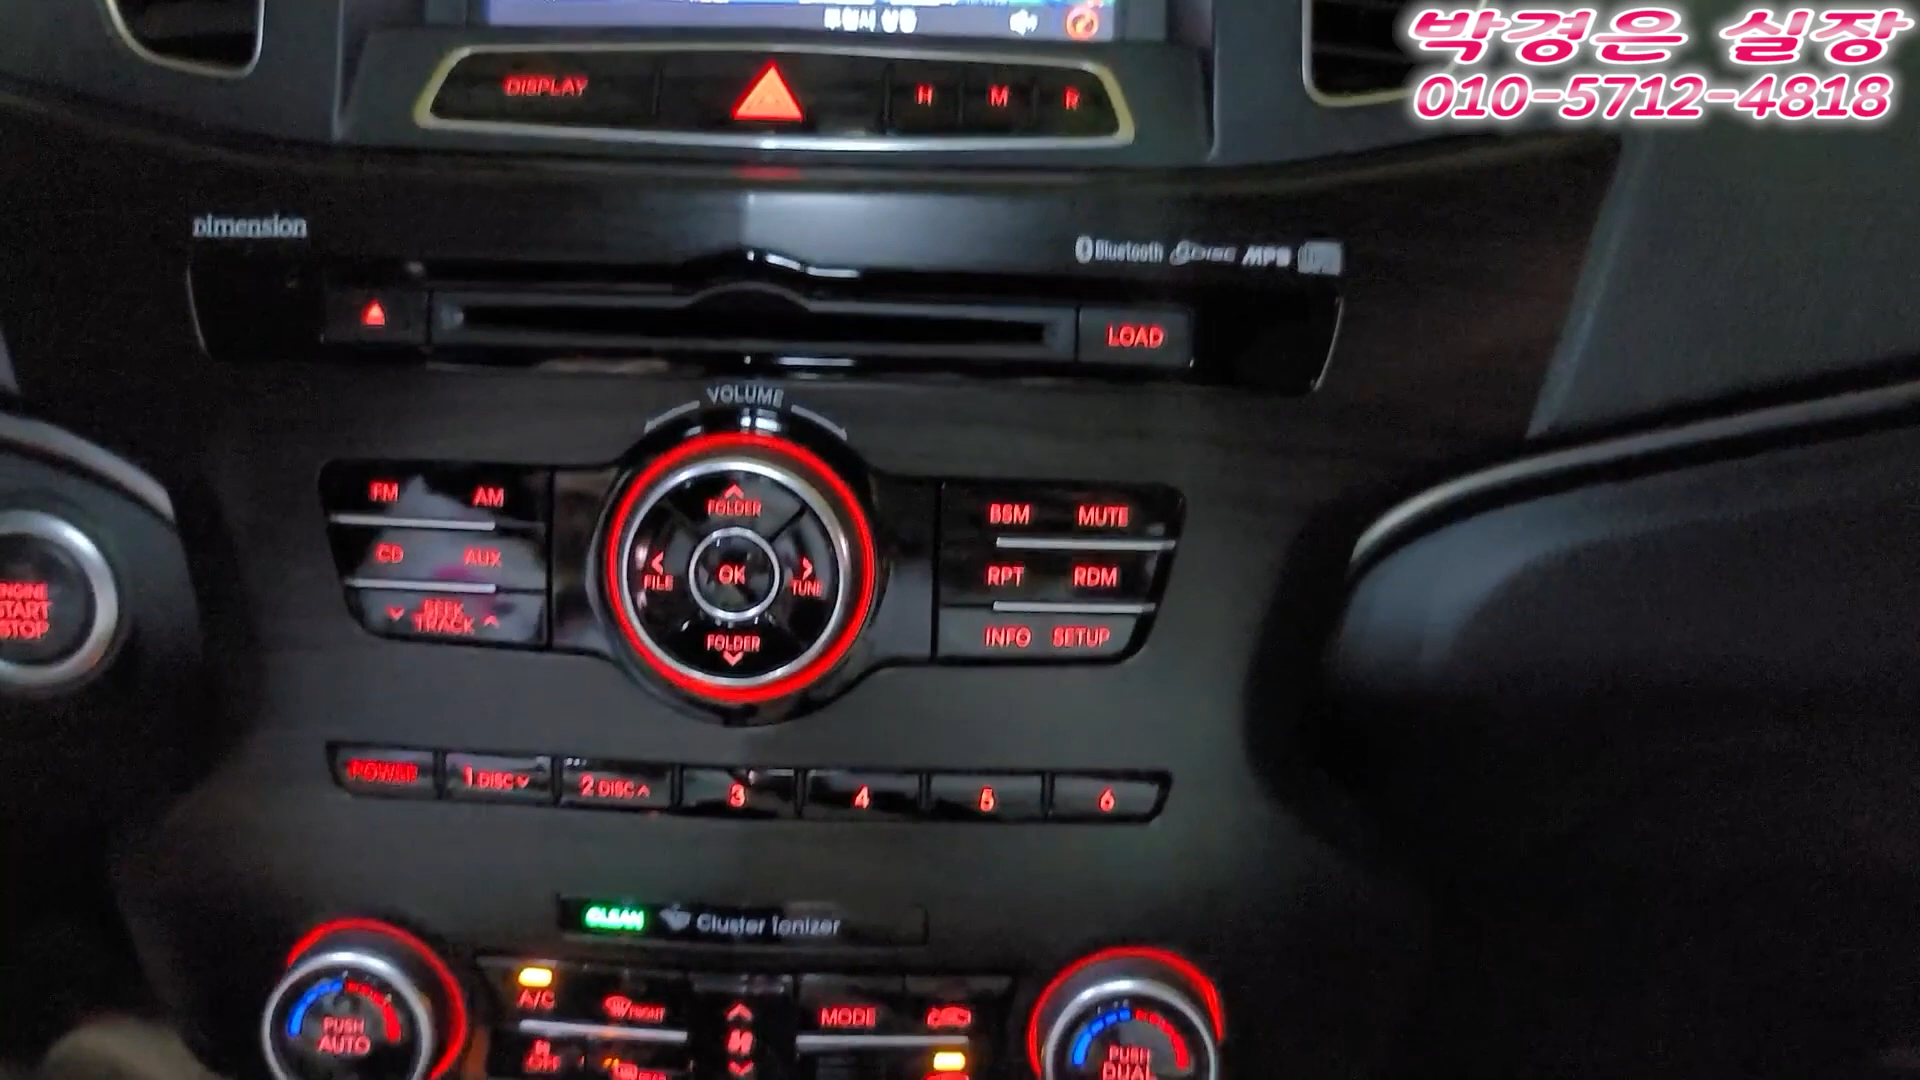 박경은 실장
010-5712-4818
DISPLAY
H M R
Dimension
Bluetooth DISC MP3
LOAD
VOLUME
FM AM
FOLDER
BSM MUTE
CD AUX
FILE OK TUNE
RPT RDM
ENGINE
START
STOP
SEEK
TRACK
FOLDER
INFO SETUP
POWER 1 DISC 2 DISC 3 4 5 6
CLEAN Cluster Ionizer
A/C FRONT MODE
PUSH
AUTO
OFF
PUSH
DUAL